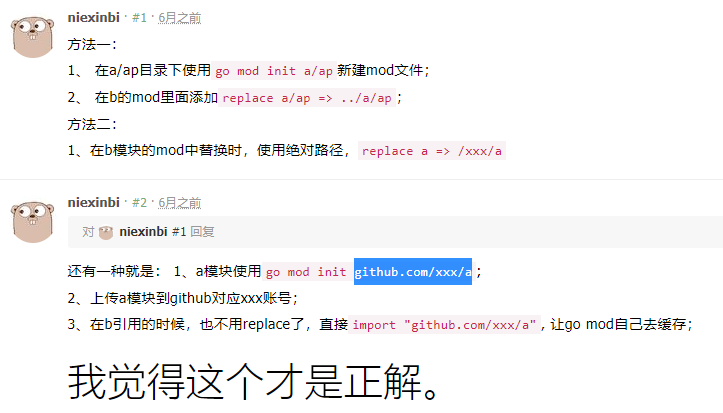 niexinbi · #1 · 6月之前
方法一：
1、 在a/ap目录下使用 go mod init a/ap 新建mod文件；
2、 在b的mod里面添加 replace a/ap => ../a/ap；
方法二：
1、在b模块的mod中替换时，使用绝对路径， replace a => /xxx/a
niexinbi · #2 · 6月之前
对 niexinbi #1 回复
还有一种就是： 1、a模块使用 go mod init github.com/xxx/a；
2、上传a模块到github对应xxx账号；
3、在b引用的时候，也不用replace了，直接 import "github.com/xxx/a" , 让go mod自己去缓存；
我觉得这个才是正解。